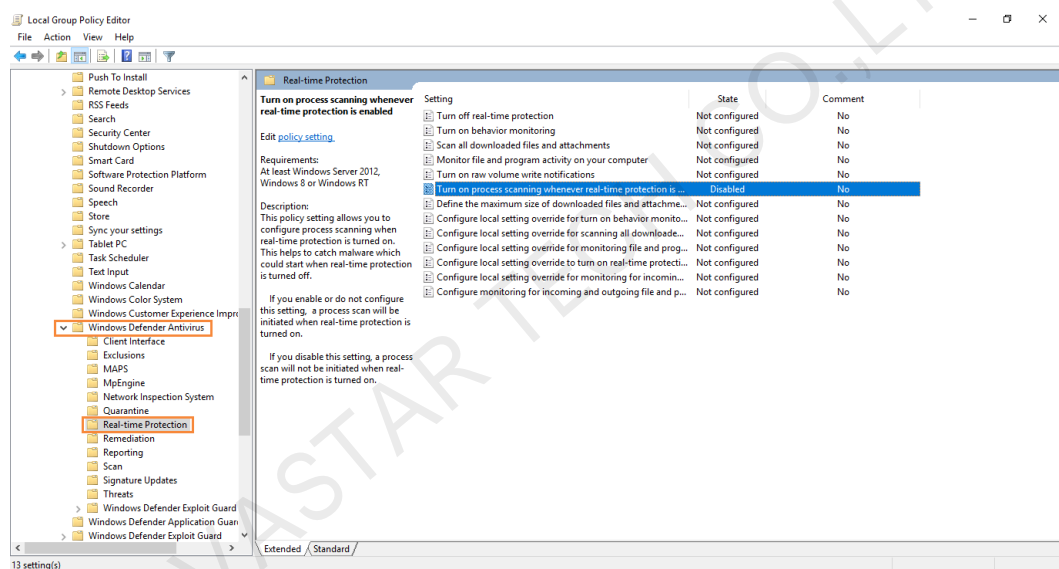 Local Group Policy Editor
File Action View Help
Push To Install
Remote Desktop Services
RSS Feeds
Search
Security Center
Shutdown Options
Smart Card
Software Protection Platform
Sound Recorder
Speech
Store
Sync your settings
Tablet PC
Task Scheduler
Text Input
Windows Calendar
Windows Color System
Windows Customer Experience Impro
Windows Defender Antivirus
Client Interface
Exclusions
MAPS
MpEngine
Network Inspection System
Quarantine
Real-time Protection
Remediation
Reporting
Scan
Signature Updates
Threats
Windows Defender Exploit Guard
Windows Defender Application Guar
Windows Defender Exploit Guard
Real-time Protection
Turn on process scanning whenever
real-time protection is enabled
Edit policy setting
Requirements:
At least Windows Server 2012,
Windows 8 or Windows RT
Description:
This policy setting allows you to
configure process scanning when
real-time protection is turned on.
This helps to catch malware which
could start when real-time protection
is turned off.
If you enable or do not configure
this setting, a process scan will be
initiated when real-time protection is
turned on.
If you disable this setting, a process
scan will not be initiated when real-
time protection is turned on.
Setting State Comment
Turn off real-time protection Not configured No
Turn on behavior monitoring Not configured No
Scan all downloaded files and attachments Not configured No
Monitor file and program activity on your computer Not configured No
Turn on raw volume write notifications Not configured No
Turn on process scanning whenever real-time protection is ... Disabled No
Define the maximum size of downloaded files and attachme... Not configured No
Configure local setting override for turn on behavior monito... Not configured No
Configure local setting override for scanning all downloade... Not configured No
Configure local setting override for monitoring file and prog... Not configured No
Configure local setting override to turn on real-time protecti... Not configured No
Configure local setting override for monitoring for incomin... Not configured No
Configure monitoring for incoming and outgoing file and p... Not configured No
Extended Standard
13 setting(s)
VASTAR TECH CO., LT